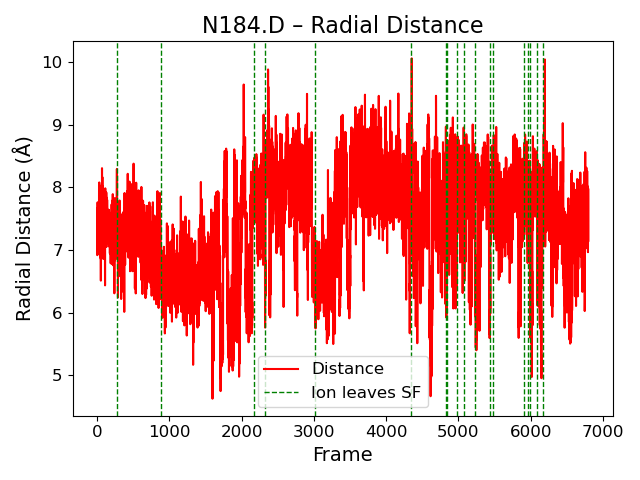 N184.D – Radial Distance
Radial Distance (Å)
10
9
8
7
6
5
Distance
Ion leaves SF
0 1000 2000 3000 4000 5000 6000 7000
Frame